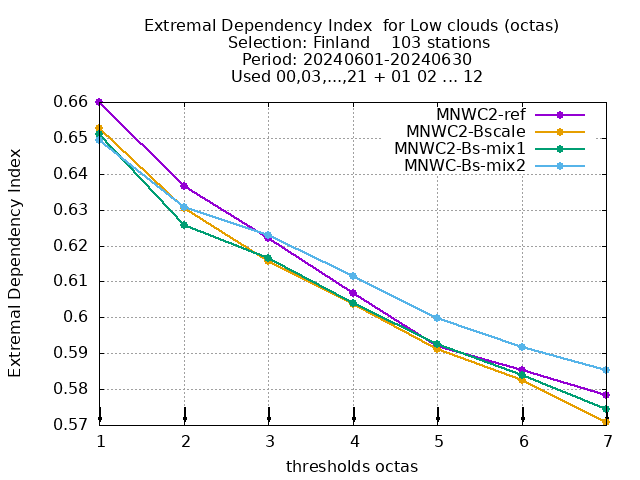 Extremal Dependency Index  for Low clouds (octas)
Selection: Finland    103 stations
Period: 20240601-20240630
Used 00,03,...,21 + 01 02 ... 12
MNWC2-ref
MNWC2-Bscale
MNWC2-Bs-mix1
MNWC-Bs-mix2
Extremal Dependency Index
0.66
0.65
0.64
0.63
0.62
0.61
0.6
0.59
0.58
0.57
1 2 3 4 5 6 7
thresholds octas